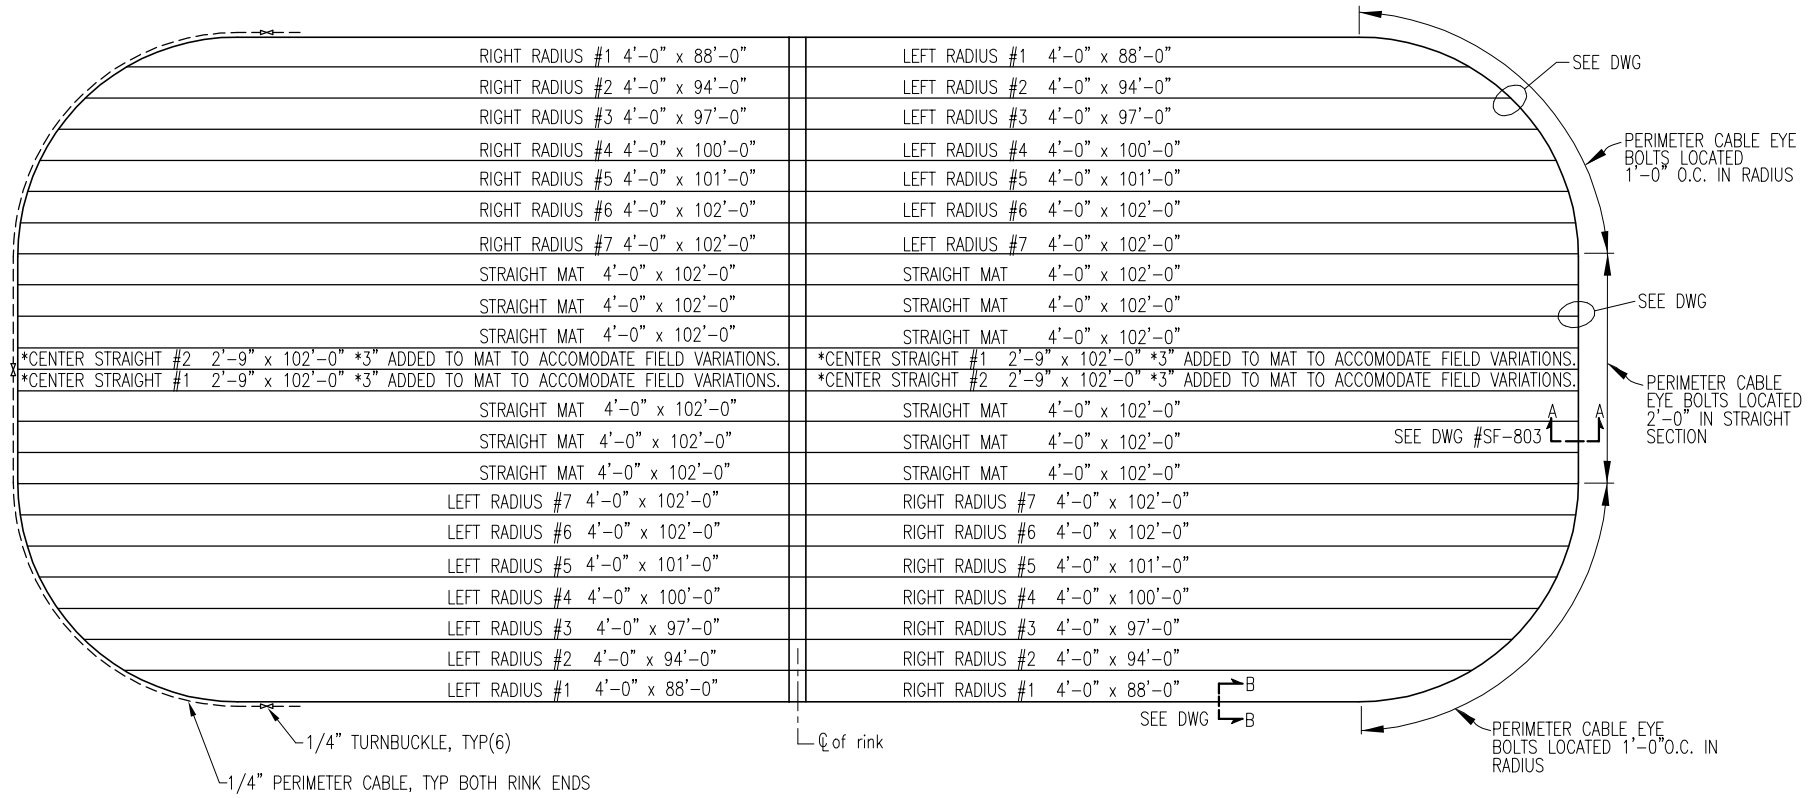 RIGHT RADIUS #1 4'-0" x 88'-0"
LEFT RADIUS #1 4'-0" x 88'-0"
SEE DWG
RIGHT RADIUS #2 4'-0" x 94'-0"
LEFT RADIUS #2 4'-0" x 94'-0"
RIGHT RADIUS #3 4'-0" x 97'-0"
LEFT RADIUS #3 4'-0" x 97'-0"
PERIMETER CABLE EYE
BOLTS LOCATED
1'-0" O.C. IN RADIUS
RIGHT RADIUS #4 4'-0" x 100'-0"
LEFT RADIUS #4 4'-0" x 100'-0"
RIGHT RADIUS #5 4'-0" x 101'-0"
LEFT RADIUS #5 4'-0" x 101'-0"
RIGHT RADIUS #6 4'-0" x 102'-0"
LEFT RADIUS #6 4'-0" x 102'-0"
RIGHT RADIUS #7 4'-0" x 102'-0"
LEFT RADIUS #7 4'-0" x 102'-0"
STRAIGHT MAT 4'-0" x 102'-0"
STRAIGHT MAT 4'-0" x 102'-0"
STRAIGHT MAT 4'-0" x 102'-0"
STRAIGHT MAT 4'-0" x 102'-0"
SEE DWG
STRAIGHT MAT 4'-0" x 102'-0"
STRAIGHT MAT 4'-0" x 102'-0"
*CENTER STRAIGHT #2 2'-9" x 102'-0" *3" ADDED TO MAT TO ACCOMODATE FIELD VARIATIONS.
*CENTER STRAIGHT #1 2'-9" x 102'-0" *3" ADDED TO MAT TO ACCOMODATE FIELD VARIATIONS.
*CENTER STRAIGHT #1 2'-9" x 102'-0" *3" ADDED TO MAT TO ACCOMODATE FIELD VARIATIONS.
*CENTER STRAIGHT #2 2'-9" x 102'-0" *3" ADDED TO MAT TO ACCOMODATE FIELD VARIATIONS.
PERIMETER CABLE
EYE BOLTS LOCATED
2'-0" IN STRAIGHT
SECTION
STRAIGHT MAT 4'-0" x 102'-0"
STRAIGHT MAT 4'-0" x 102'-0"
A A
STRAIGHT MAT 4'-0" x 102'-0"
STRAIGHT MAT 4'-0" x 102'-0"
SEE DWG #SF-803
STRAIGHT MAT 4'-0" x 102'-0"
STRAIGHT MAT 4'-0" x 102'-0"
LEFT RADIUS #7 4'-0" x 102'-0"
RIGHT RADIUS #7 4'-0" x 102'-0"
LEFT RADIUS #6 4'-0" x 102'-0"
RIGHT RADIUS #6 4'-0" x 102'-0"
LEFT RADIUS #5 4'-0" x 101'-0"
RIGHT RADIUS #5 4'-0" x 101'-0"
LEFT RADIUS #4 4'-0" x 100'-0"
RIGHT RADIUS #4 4'-0" x 100'-0"
LEFT RADIUS #3 4'-0" x 97'-0"
RIGHT RADIUS #3 4'-0" x 97'-0"
LEFT RADIUS #2 4'-0" x 94'-0"
RIGHT RADIUS #2 4'-0" x 94'-0"
LEFT RADIUS #1 4'-0" x 88'-0"
RIGHT RADIUS #1 4'-0" x 88'-0"
B
SEE DWG
B
PERIMETER CABLE EYE
BOLTS LOCATED 1'-0"O.C. IN
RADIUS
1/4" TURNBUCKLE, TYP(6)
℄ of rink
1/4" PERIMETER CABLE, TYP BOTH RINK ENDS